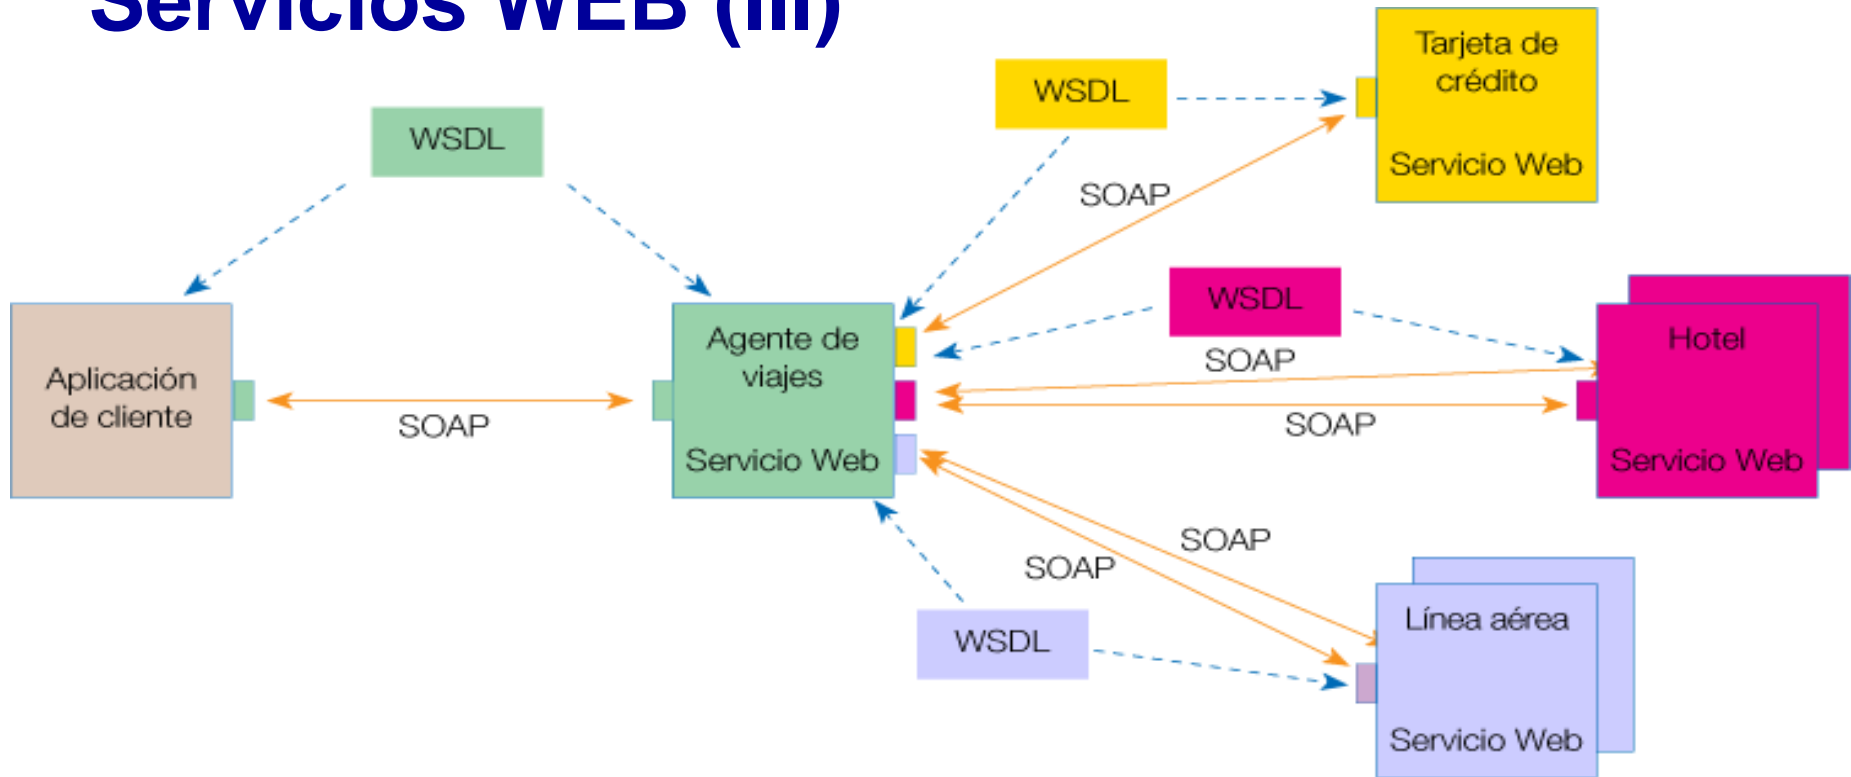 Servicios WEB (III)
Tarjeta de
crédito
Servicio Web
WSDL
WSDL
SOAP
WSDL
SOAP
SOAP
Hotel
Servicio Web
Aplicación
de cliente
SOAP
Agente de
viajes
Servicio Web
SOAP
SOAP
WSDL
Línea aérea
Servicio Web